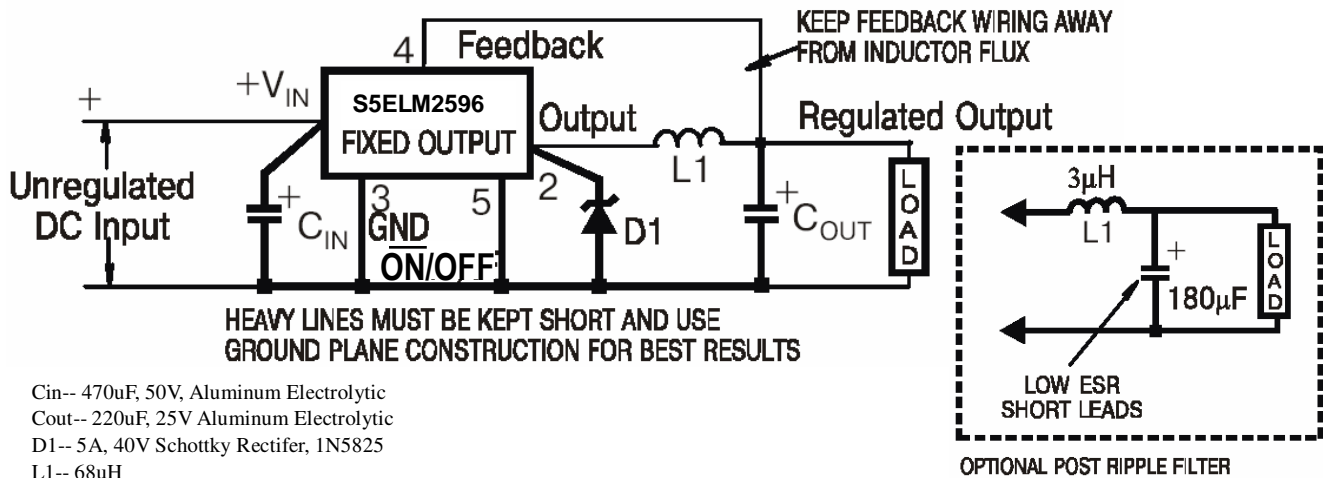 KEEP FEEDBACK WIRING AWAY
FROM INDUCTOR FLUX
4
Feedback
+
+VIN
S5ELM2596
FIXED OUTPUT
Output
L1
Regulated Output
Unregulated
DC Input
+
CIN
3
GND
5
ON/OFF
2
D1
+
COUT
LOAD
3µH
L1
+
180µF
LOAD
LOW ESR
SHORT LEADS
OPTIONAL POST RIPPLE FILTER
HEAVY LINES MUST BE KEPT SHORT AND USE
GROUND PLANE CONSTRUCTION FOR BEST RESULTS
Cin-- 470uF, 50V, Aluminum Electrolytic
Cout-- 220uF, 25V Aluminum Electrolytic
D1-- 5A, 40V Schottky Rectifer, 1N5825
L1-- 68uH